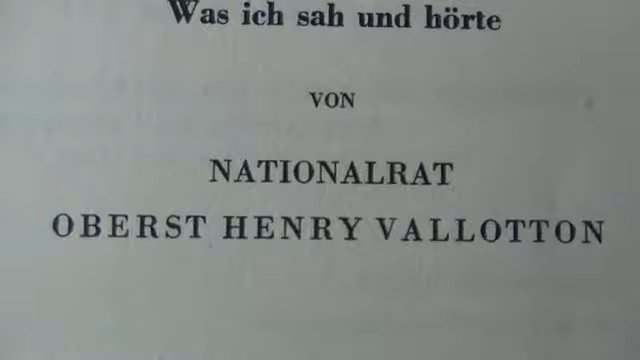 Was ich sah und hörte
VON
NATIONALRAT
OBERST HENRY VALLOTTON